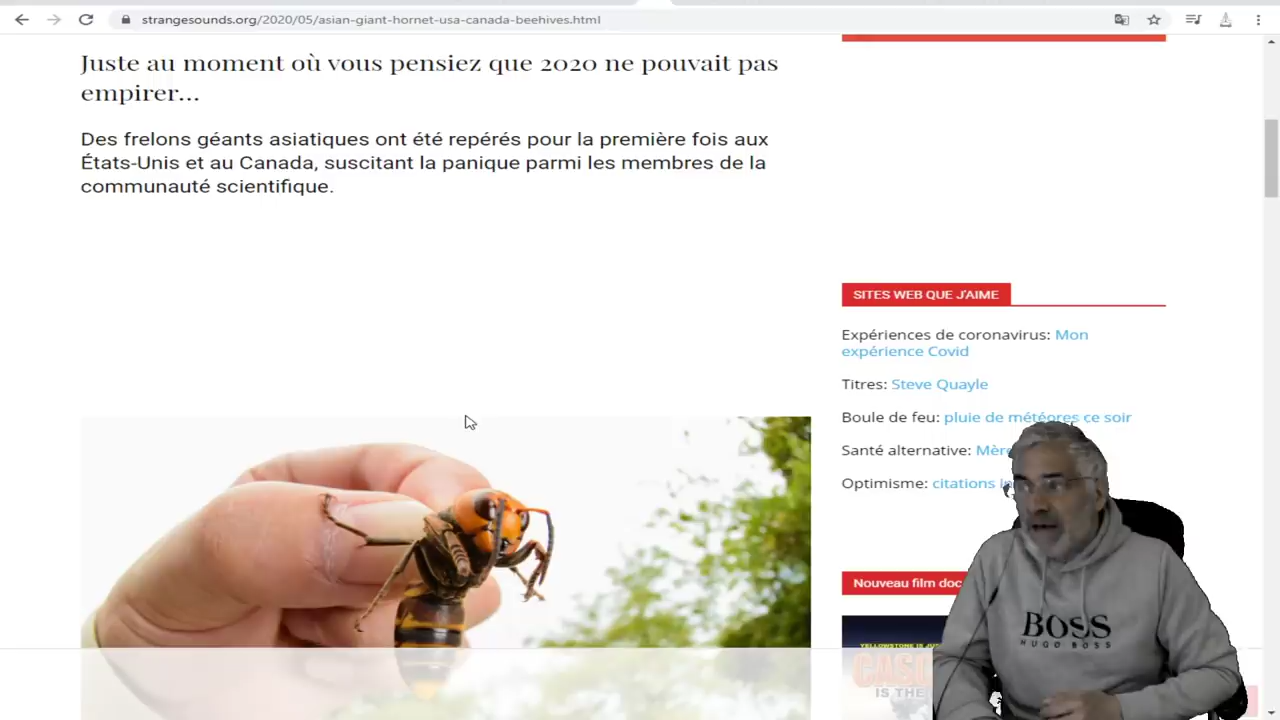 strangesounds.org/2020/05/asian-giant-hornet-usa-canada-beehives.html
Juste au moment où vous pensiez que 2020 ne pouvait pas
empirer...
Des frelons géants asiatiques ont été repérés pour la première fois aux
États-Unis et au Canada, suscitant la panique parmi les membres de la
communauté scientifique.
SITES WEB QUE J'AIME
Expériences de coronavirus: Mon
expérience Covid
Titres: Steve Quayle
Boule de feu: pluie de météores ce soir
Santé alternative:
Optimisme: citations
Nouveau film
YELLOWSTONE IS
IS THE
BOSS
HUGO BOSS